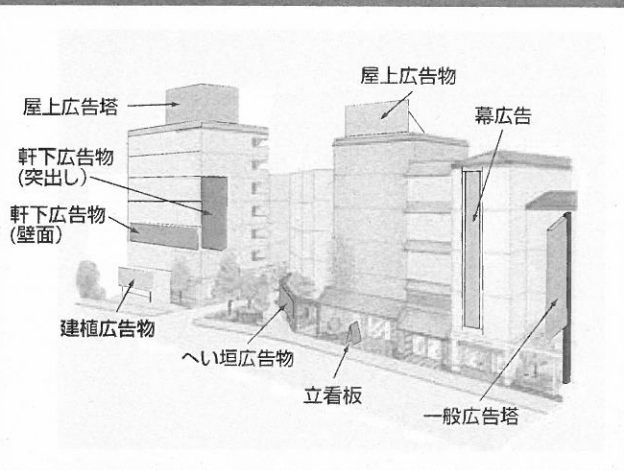 屋上広告塔
軒下広告物
(突出し)
軒下広告物
(壁面)
建植広告物
屋上広告物
幕広告
へい垣広告物
立看板
一般広告塔